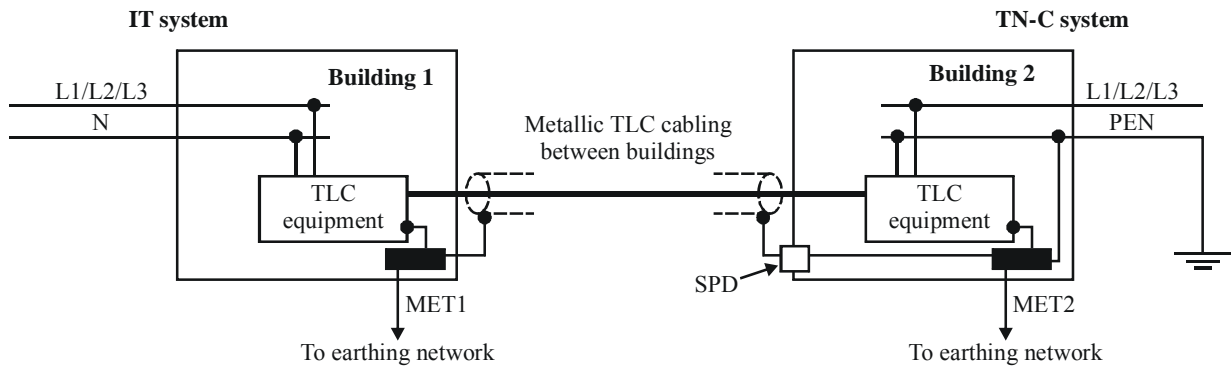 IT system
TN-C system
Building 1
Building 2
L1/L2/L3
L1/L2/L3
N
PEN
Metallic TLC cabling
between buildings
TLC
equipment
TLC
equipment
SPD
MET1
MET2
To earthing network
To earthing network